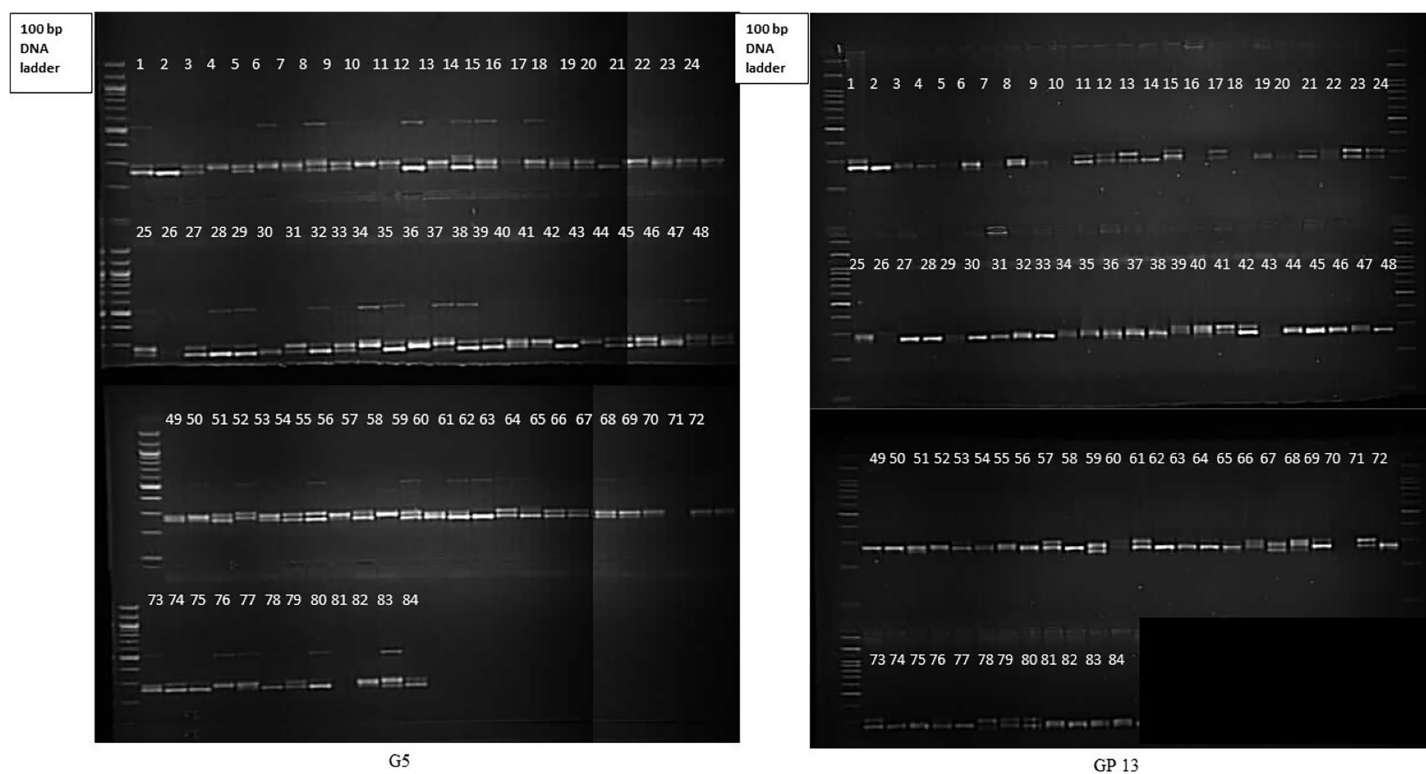 100 bp
DNA
ladder
1 2 3 4 5 6 7 8 9 10 11 12 13 14 15 16 17 18 19 20 21 22 23 24
25 26 27 28 29 30 31 32 33 34 35 36 37 38 39 40 41 42 43 44 45 46 47 48
49 50 51 52 53 54 55 56 57 58 59 60 61 62 63 64 65 66 67 68 69 70 71 72
73 74 75 76 77 78 79 80 81 82 83 84
G5
100 bp
DNA
ladder
1 2 3 4 5 6 7 8 9 10 11 12 13 14 15 16 17 18 19 20 21 22 23 24
25 26 27 28 29 30 31 32 33 34 35 36 37 38 39 40 41 42 43 44 45 46 47 48
49 50 51 52 53 54 55 56 57 58 59 60 61 62 63 64 65 66 67 68 69 70 71 72
73 74 75 76 77 78 79 80 81 82 83 84
GP 13